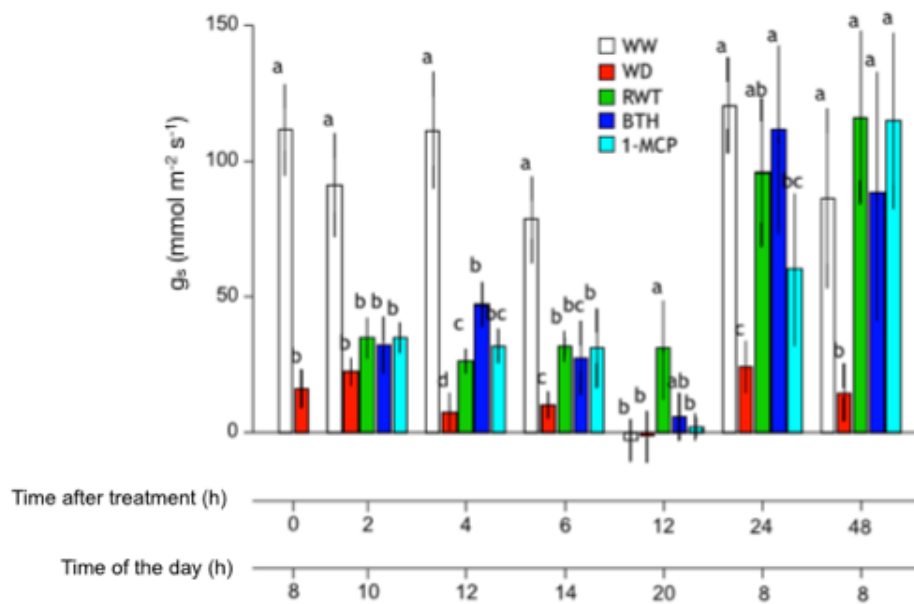 150
100
50
0
gs (mmol m-2 s-1)
WW
WD
RWT
BTH
1-MCP
a b
a b b b b
a d c b bc
a c b bc b
b b a ab b
a c ab a bc
a b a a a
Time after treatment (h)
0 2 4 6 12 24 48
Time of the day (h)
8 10 12 14 20 8 8